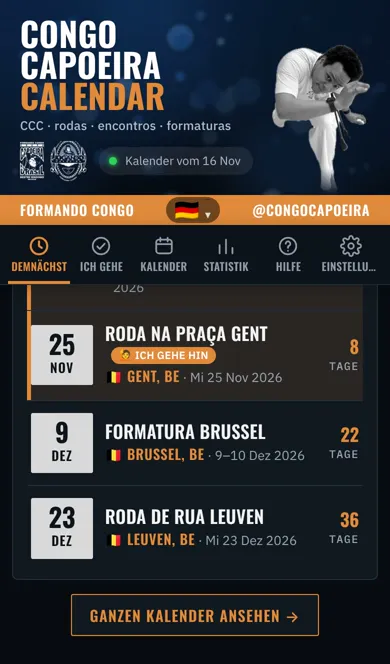 CONGO
CAPOEIRA
CALENDAR
CCC · rodas · encontros · formaturas
Kalender vom 16 Nov
FORMANDO CONGO
@CONGOCAPOEIRA
DEMNÄCHST
ICH GEHE
KALENDER
STATISTIK
HILFE
EINSTELLU…
2026
25
NOV
RODA NA PRAÇA GENT
ICH GEHE HIN
GENT, BE · Mi 25 Nov 2026
8
TAGE
9
DEZ
FORMATURA BRUSSEL
BRUSSEL, BE · 9–10 Dez 2026
22
TAGE
23
DEZ
RODA DE RUA LEUVEN
LEUVEN, BE · Mi 23 Dez 2026
36
TAGE
GANZEN KALENDER ANSEHEN →